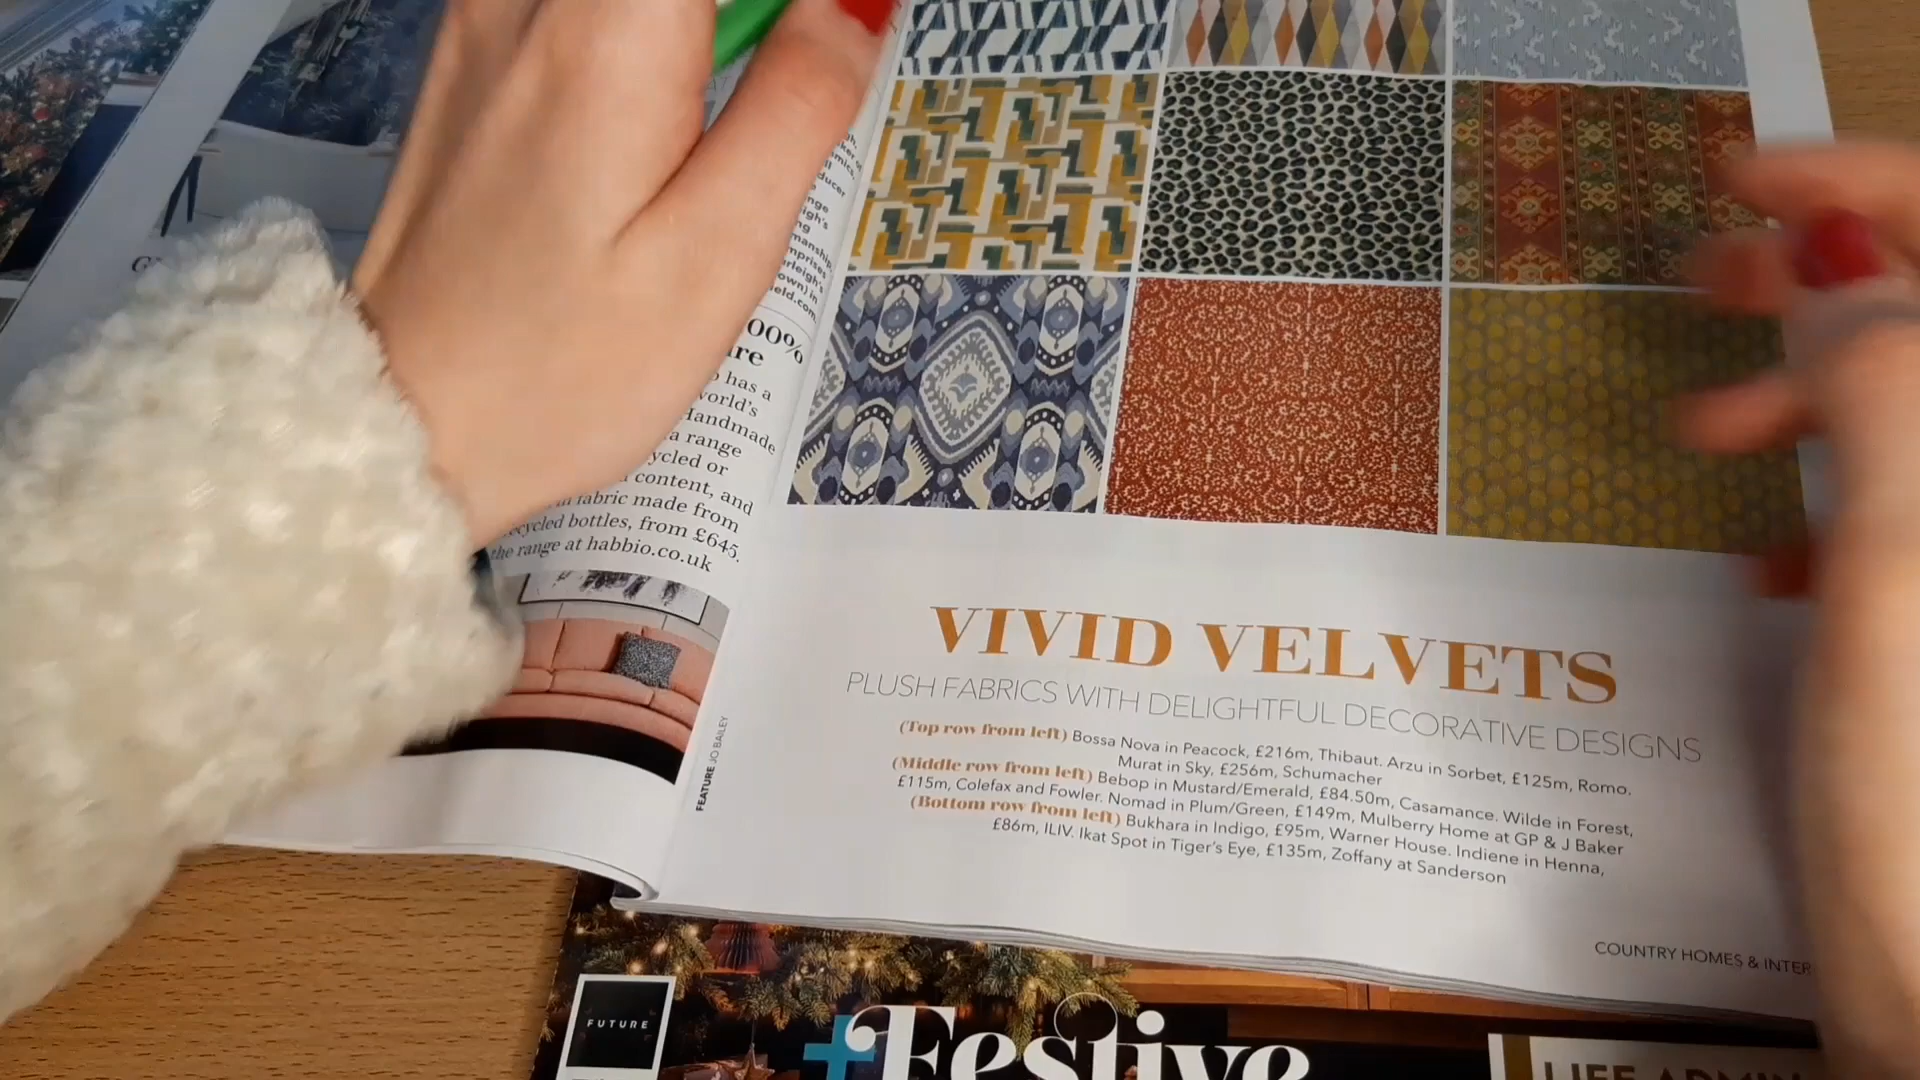 00%
has a
world's
Handmade
a range
content, and
fabric made from
recycled bottles, from £645.
the range at habbio.co.uk
FEATURE JO BAILEY
VIVID VELVETS
PLUSH FABRICS WITH DELIGHTFUL DECORATIVE DESIGNS
(Top row from left) Bossa Nova in Peacock, £216m, Thibaut. Arzu in Sorbet, £125m, Romo.
Murat in Sky, £256m, Schumacher
(Middle row from left) Bebop in Mustard/Emerald, £84.50m, Casamance. Wilde in Forest,
£115m, Colefax and Fowler. Nomad in Plum/Green, £149m, Mulberry Home at GP & J Baker
(Bottom row from left) Bukhara in Indigo, £95m, Warner House. Indiene in Henna,
£86m, ILIV. Ikat Spot in Tiger's Eye, £135m, Zoffany at Sanderson
COUNTRY HOMES & INTER
FUTURE
+Festive
LIFE ADMIN